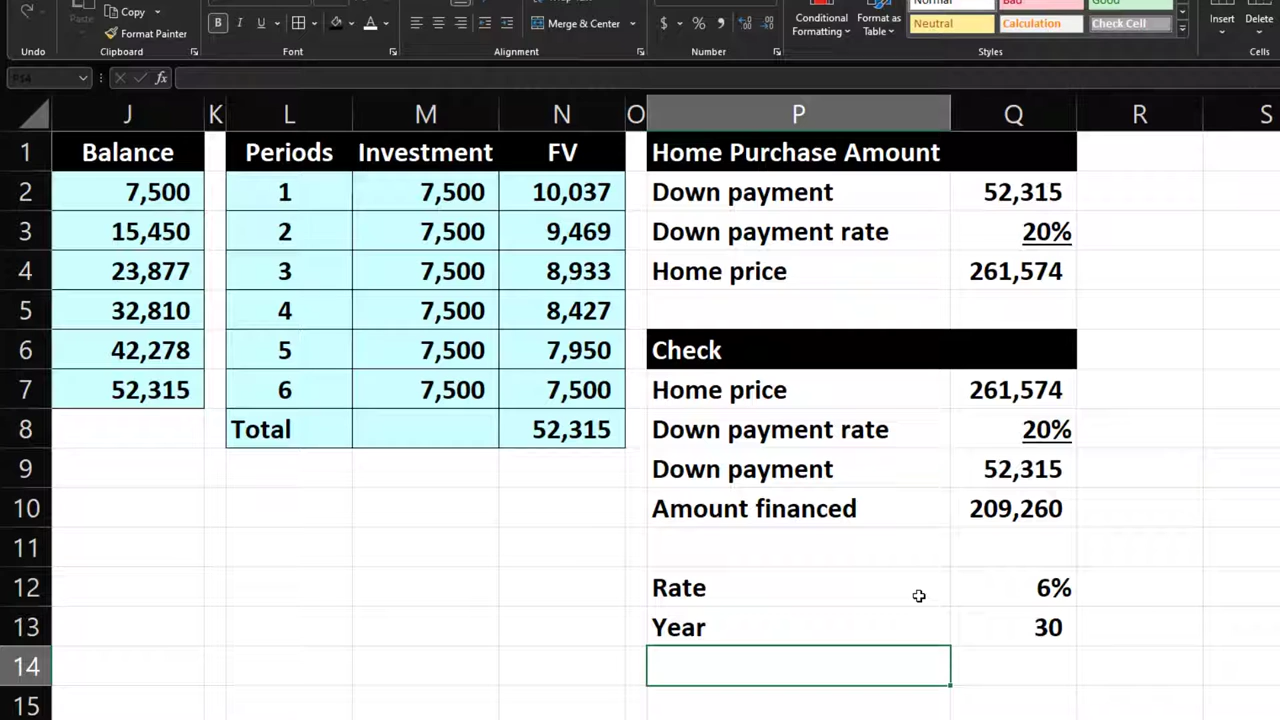 Copy
Merge & Center
Conditional Formatting
Format as Table
Bad
Good
Neutral
Calculation
Check Cell
Insert
Delete
Format Painter
Undo
Clipboard
Font
Alignment
Number
Styles
Cells
P14
fx
J K L M N O P Q R S
1 Balance Periods Investment FV Home Purchase Amount
2 7,500 1 7,500 10,037 Down payment 52,315
3 15,450 2 7,500 9,469 Down payment rate 20%
4 23,877 3 7,500 8,933 Home price 261,574
5 32,810 4 7,500 8,427
6 42,278 5 7,500 7,950 Check
7 52,315 6 7,500 7,500 Home price 261,574
8 Total 52,315 Down payment rate 20%
9 Down payment 52,315
10 Amount financed 209,260
11
12 Rate 6%
13 Year 30
14
15